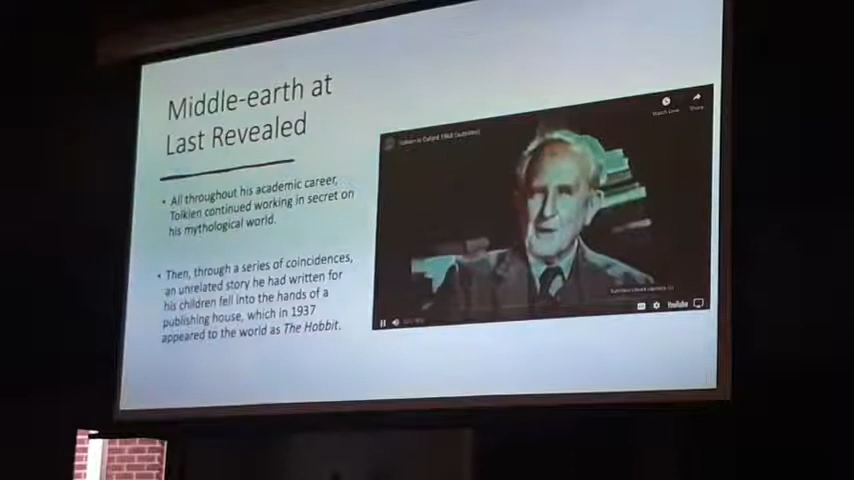 Middle-earth at
Last Revealed
• All throughout his academic career,
Tolkien continued working in secret on
his mythological world.
• Then, through a series of coincidences,
an unrelated story he had written for
his children fell into the hands of a
publishing house, which in 1937
appeared to the world as The Hobbit.
Tolkien in Oxford 1968 (subtitles)
Watch Later
Share
YouTube